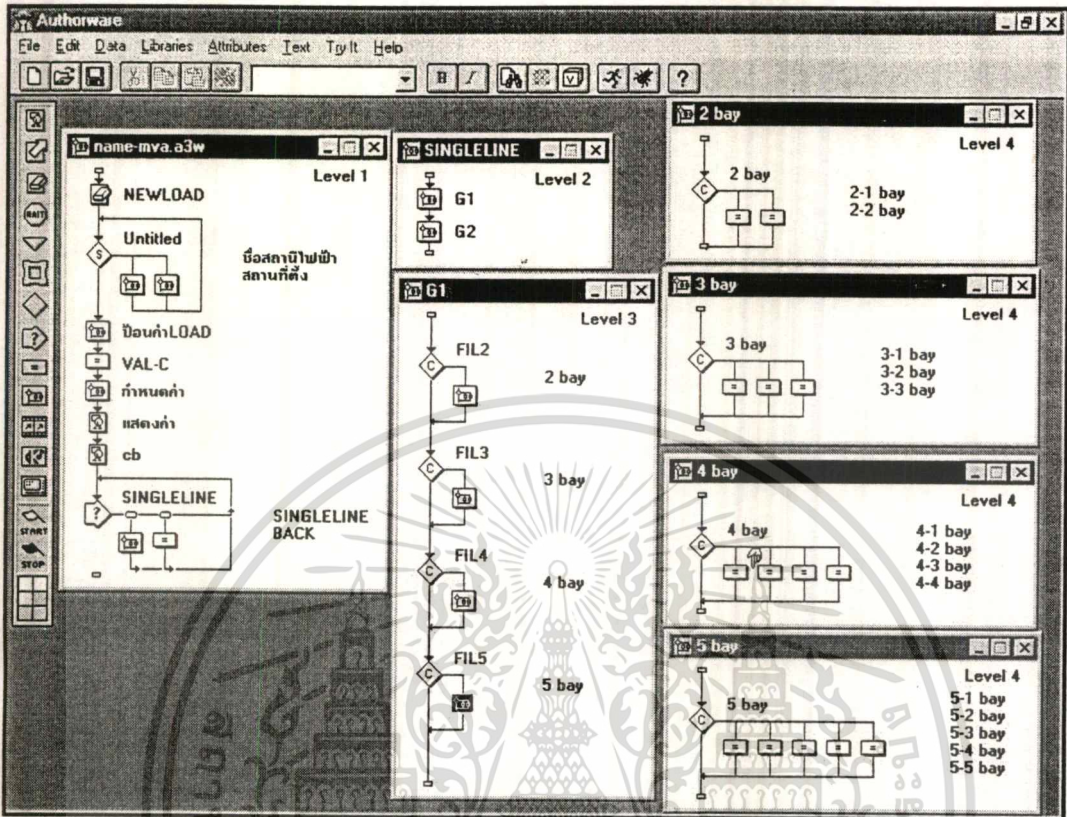 Authorware
File Edit Data Libraries Attributes Text Try It Help
B I ?
WAIT
START
STOP
name-mva.a3w
Level 1
NEWLOAD
Untitled
ชื่อสถานีไฟฟ้า
สถานที่ตั้ง
ป้อนค่าLOAD
VAL-C
กำหนดค่า
แสดงค่า
cb
SINGLELINE
SINGLELINE
BACK
SINGLELINE
Level 2
G1
G2
G1
Level 3
FIL2
2 bay
FIL3
3 bay
FIL4
4 bay
FIL5
5 bay
2 bay
Level 4
2 bay
2-1 bay
2-2 bay
3 bay
Level 4
3 bay
3-1 bay
3-2 bay
3-3 bay
4 bay
Level 4
4 bay
4-1 bay
4-2 bay
4-3 bay
4-4 bay
5 bay
Level 4
5 bay
5-1 bay
5-2 bay
5-3 bay
5-4 bay
5-5 bay